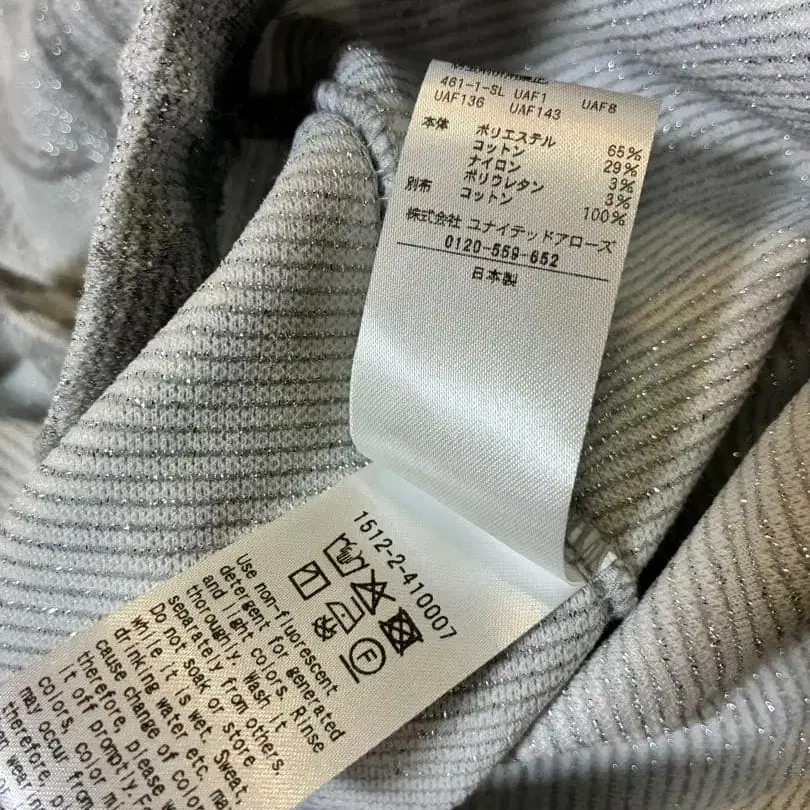 461-1-SL UAF1 UAF8
UAF136 UAF143
本体 ポリエステル 65%
コットン 29%
ナイロン 3%
ポリウレタン 3%
別布 コットン 100%
株式会社 ユナイテッドアローズ
0120-559-652
日本製
1512-2-410007
F
Use non-fluorescent
detergent for generated
and light colors. Rinse
thoroughly. Wash it
separately from others,
Do not soak or store
while it is wet. Sweat,
drinking water, etc. may
cause change of color
therefore, please w
it off promptly. F
colors, color mi
may occur from
therefore, p